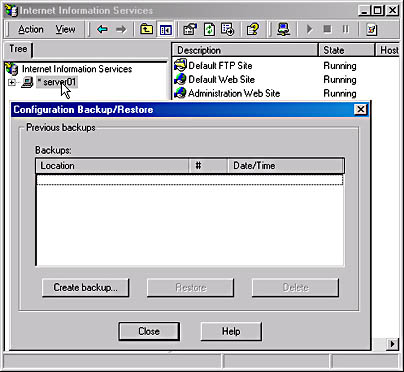 Internet Information Services
Action View
Tree
Description State Host
Internet Information Services
* server01
Default FTP Site Running
Default Web Site Running
Administration Web Site Running
Configuration Backup/Restore
Previous backups
Backups:
Location # Date/Time
Create backup... Restore Delete
Close Help